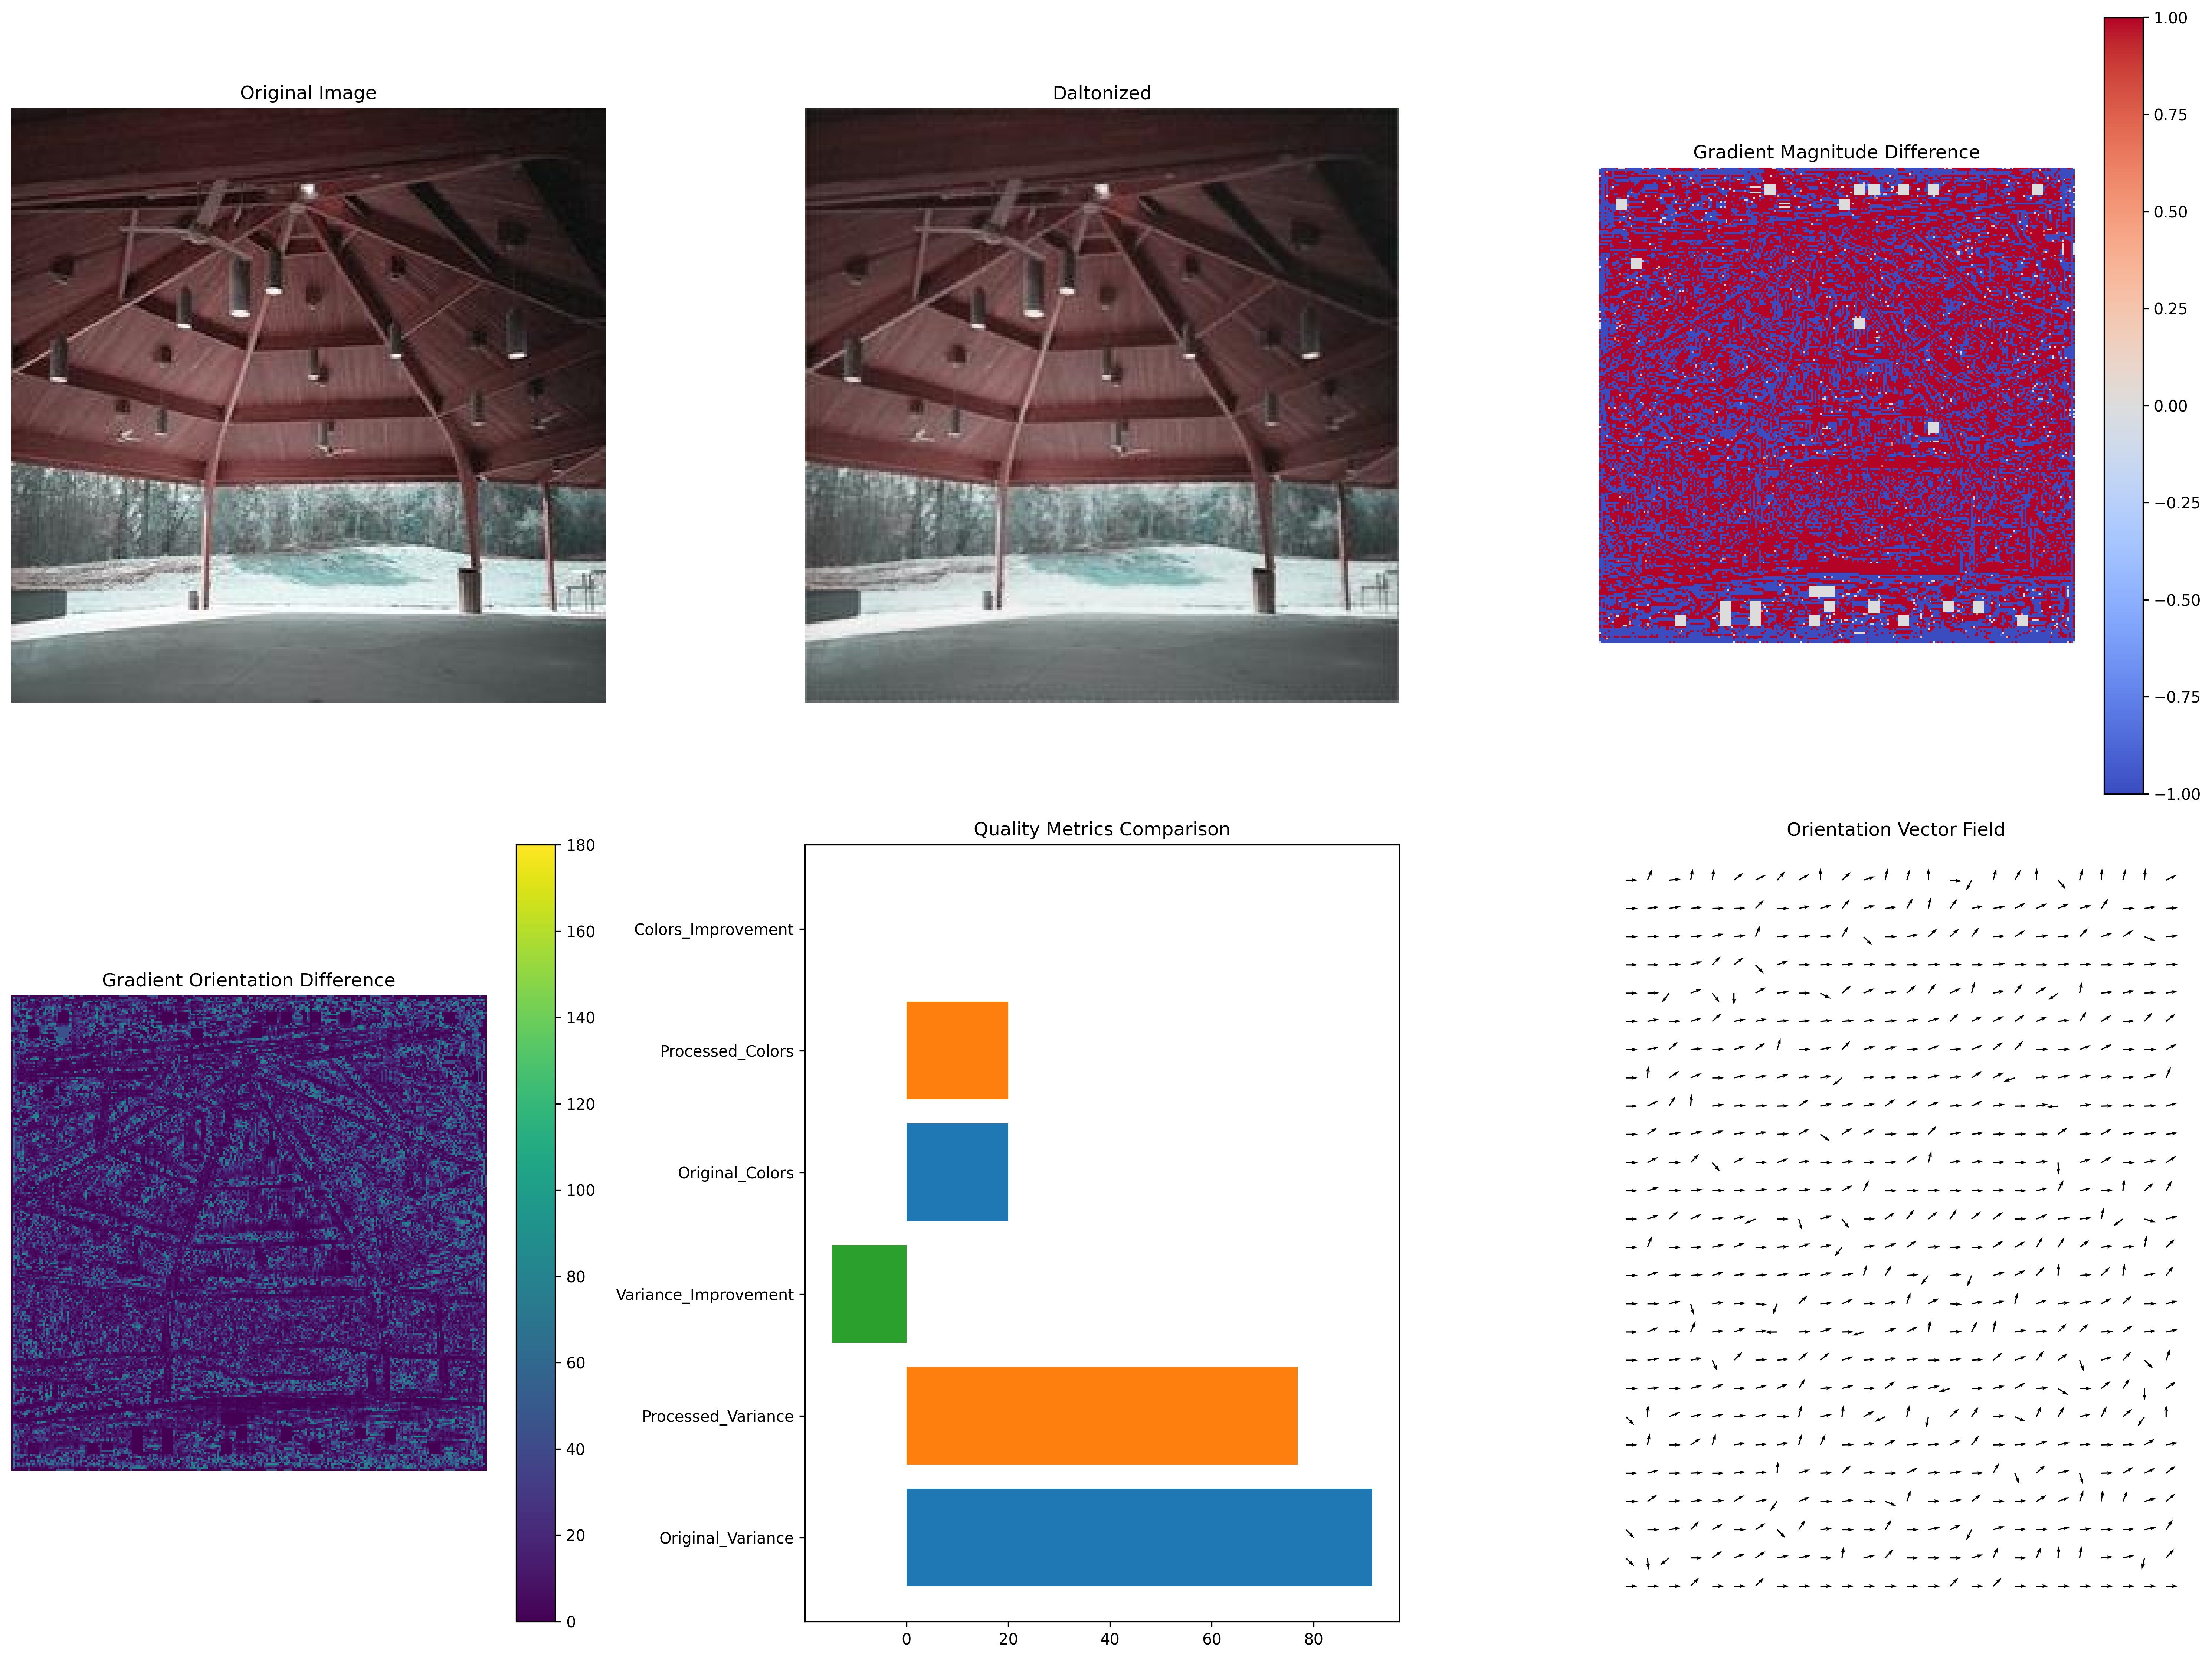 Original Image
Daltonized
Gradient Magnitude Difference
1.00
0.75
0.50
0.25
0.00
−0.25
−0.50
−0.75
−1.00
Gradient Orientation Difference
180
160
140
120
100
80
60
40
20
0
Quality Metrics Comparison
Colors_Improvement
Processed_Colors
Original_Colors
Variance_Improvement
Processed_Variance
Original_Variance
0 20 40 60 80
Orientation Vector Field